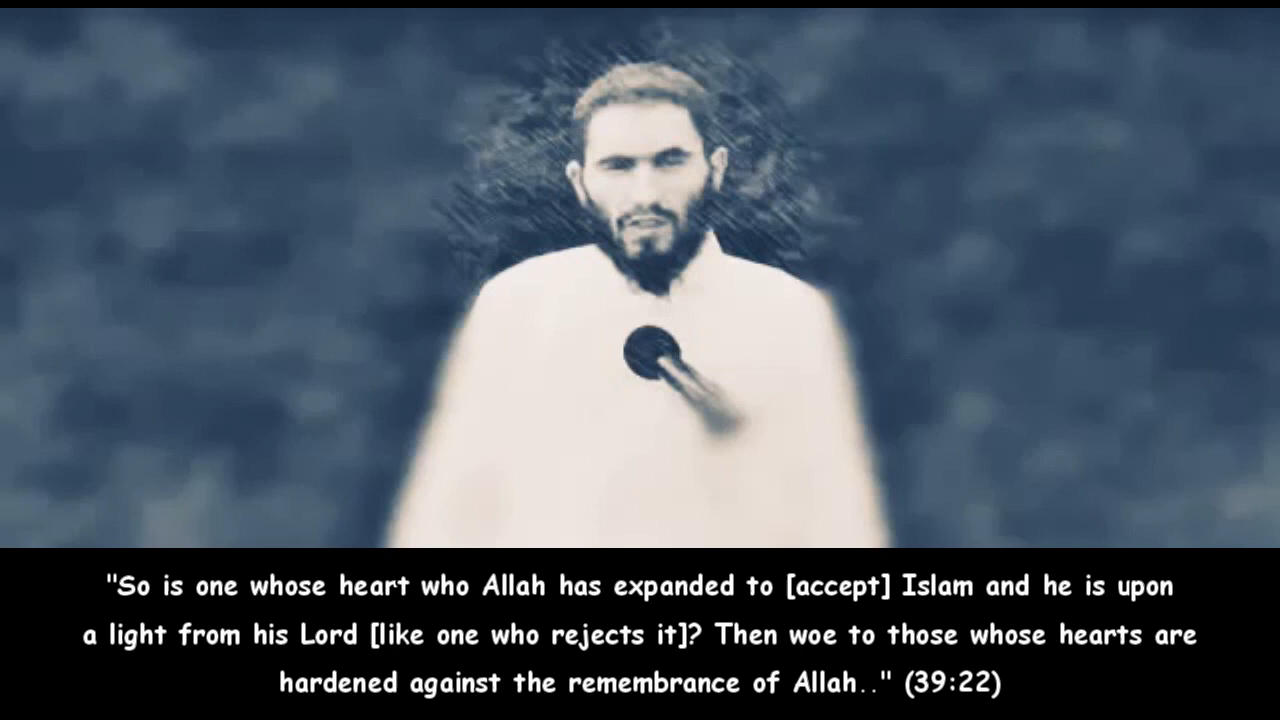 "So is one whose heart who Allah has expanded to [accept] Islam and he is upon
a light from his Lord [like one who rejects it]? Then woe to those whose hearts are
hardened against the remembrance of Allah.." (39:22)